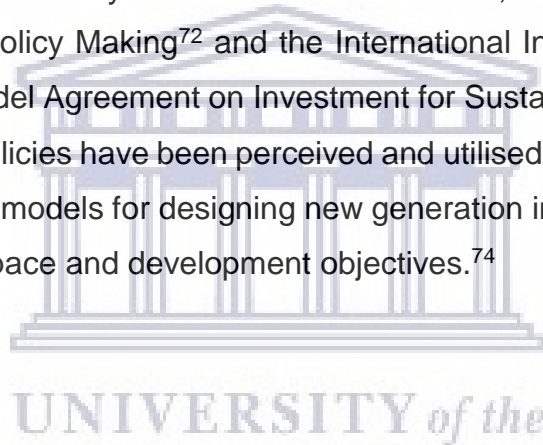 olicy Making⁷² and the International In
del Agreement on Investment for Susta
licies have been perceived and utilised
models for designing new generation in
pace and development objectives.⁷⁴
UNIVERSITY of the